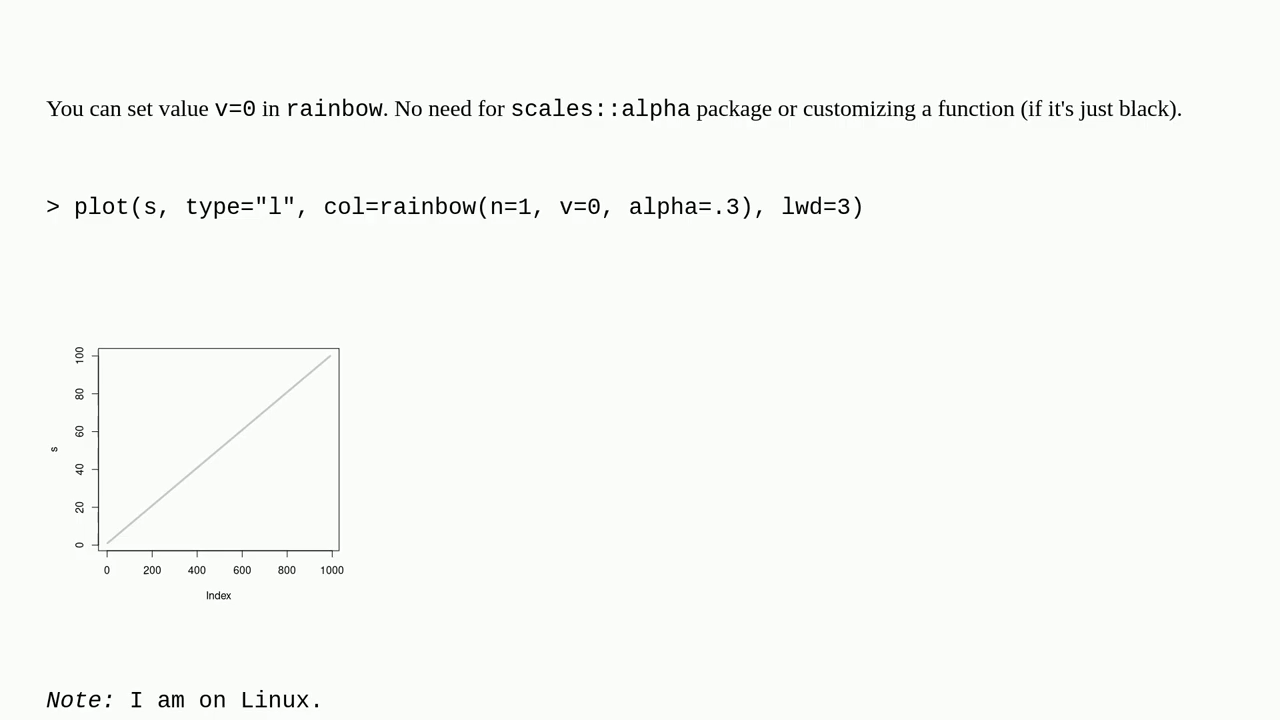 You can set value v=0 in rainbow. No need for scales::alpha package or customizing a function (if it's just black).
> plot(s, type="l", col=rainbow(n=1, v=0, alpha=.3), lwd=3)
100
80
60
40
20
0
s
0 200 400 600 800 1000
Index
Note: I am on Linux.